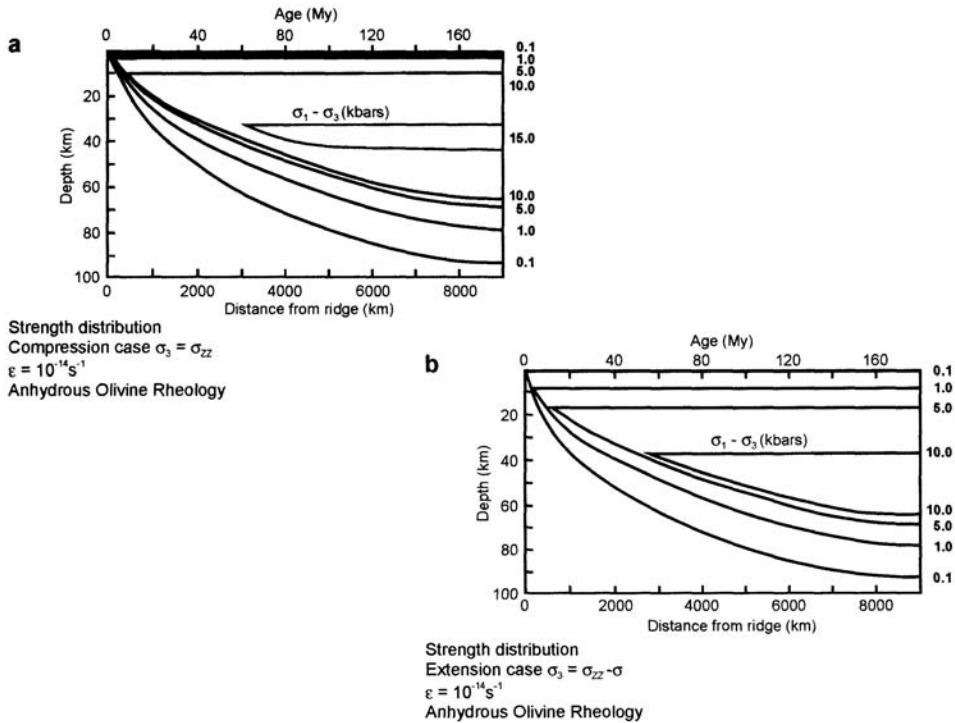 a
Age (My)
0 40 80 120 160
0.1
1.0
5.0
10.0
15.0
10.0
5.0
1.0
0.1
σ1 - σ3 (kbars)
Depth (km)
20
40
60
80
100
0 2000 4000 6000 8000
Distance from ridge (km)
Strength distribution
Compression case σ3 = σzz
ε = 10⁻¹⁴s⁻¹
Anhydrous Olivine Rheology
b
Age (My)
0 40 80 120 160
0.1
1.0
5.0
10.0
10.0
5.0
1.0
0.1
σ1 - σ3 (kbars)
Depth (km)
20
40
60
80
100
0 2000 4000 6000 8000
Distance from ridge (km)
Strength distribution
Extension case σ3 = σzz -σ
ε = 10⁻¹⁴s⁻¹
Anhydrous Olivine Rheology